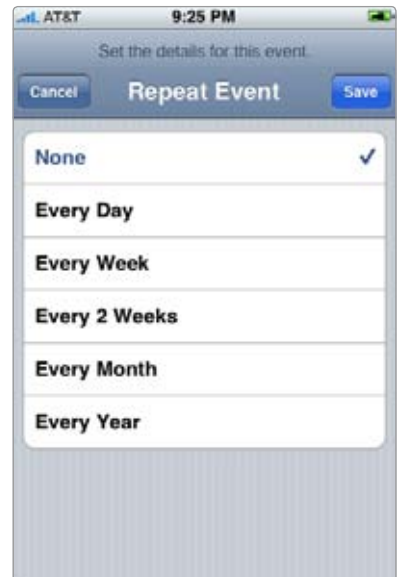 AT&T 9:25 PM
Set the details for this event.
Cancel Repeat Event Save
None
Every Day
Every Week
Every 2 Weeks
Every Month
Every Year